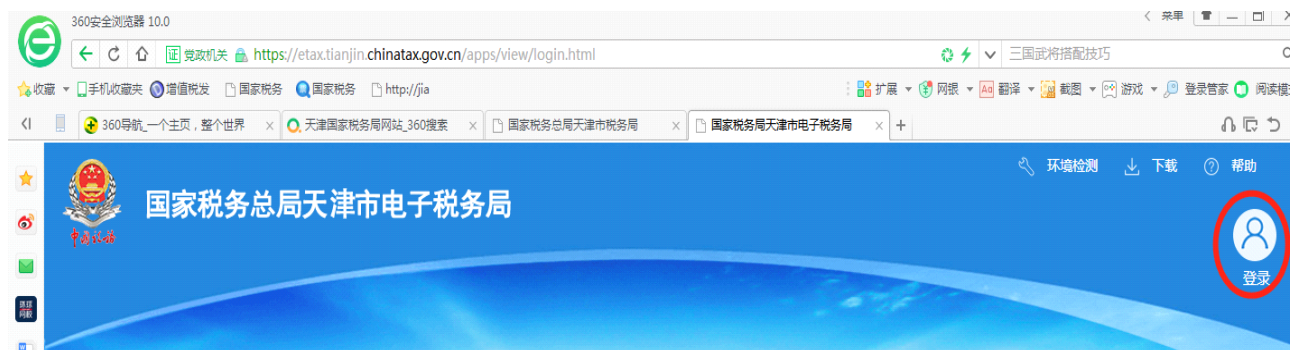 360安全浏览器 10.0
菜单
证 党政机关 https://etax.tianjin.chinatax.gov.cn/apps/view/login.html
三国武将搭配技巧
收藏 手机收藏夹 增值税发 国家税务 国家税务 http://jia
扩展 网银 翻译 截图 游戏 登录管家 阅读模
360导航_一个主页，整个世界 天津国家税务局网站_360搜索 国家税务总局天津市税务局 国家税务局天津市电子税务局
环境检测 下载 帮助
国家税务总局天津市电子税务局
中国税务
登录